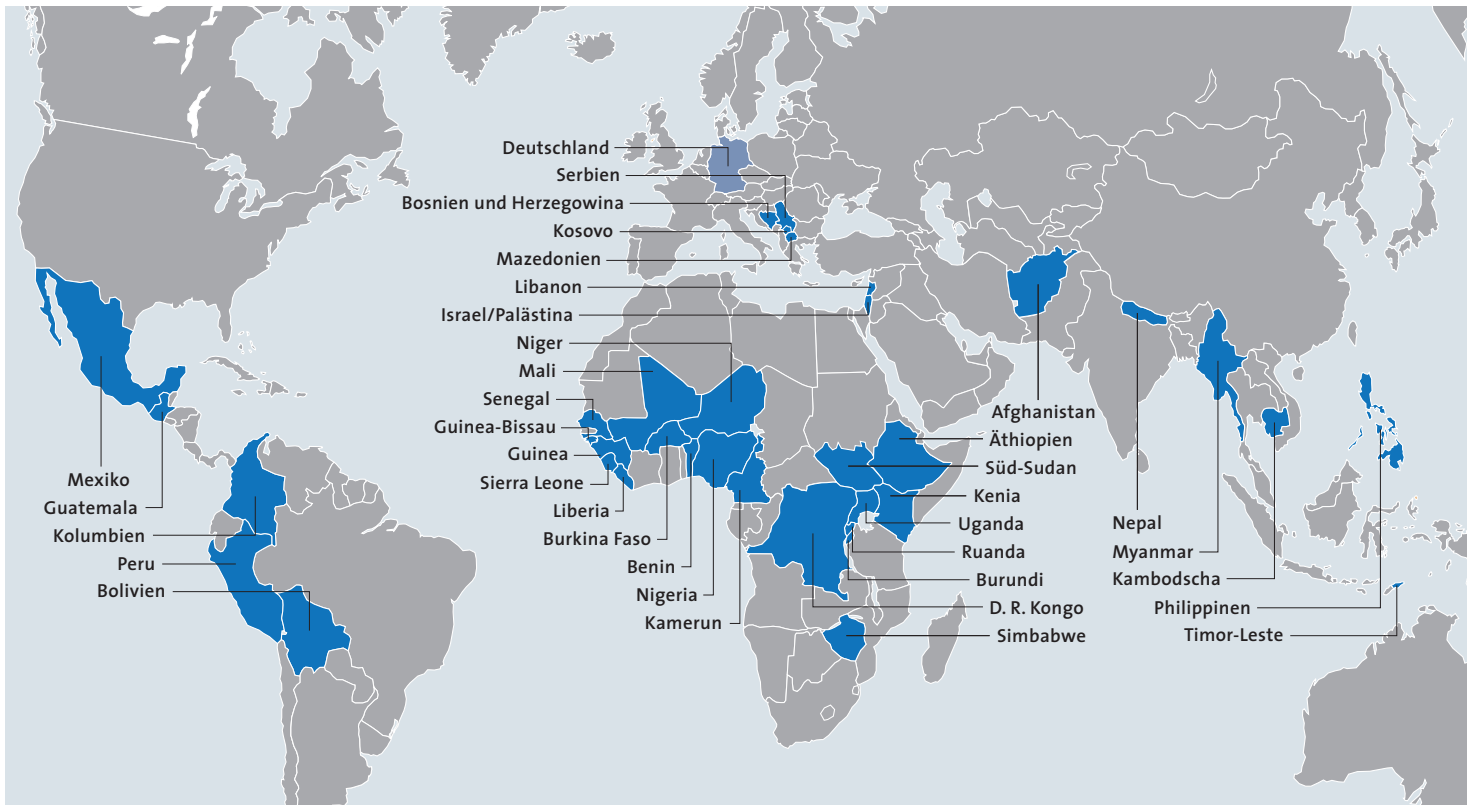 Deutschland
Serbien
Bosnien und Herzegowina
Kosovo
Mazedonien
Libanon
Israel/Palästina
Niger
Mali
Senegal
Guinea-Bissau
Guinea
Sierra Leone
Liberia
Burkina Faso
Benin
Nigeria
Kamerun
Mexiko
Guatemala
Kolumbien
Peru
Bolivien
Afghanistan
Äthiopien
Süd-Sudan
Kenia
Uganda
Ruanda
Burundi
D. R. Kongo
Simbabwe
Nepal
Myanmar
Kambodscha
Philippinen
Timor-Leste